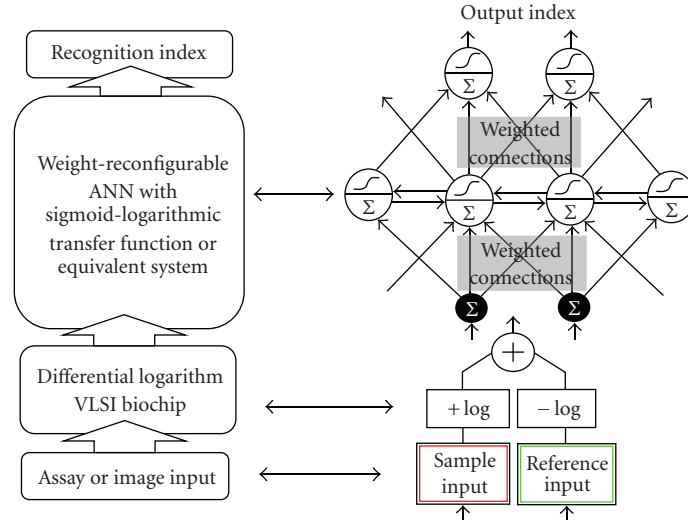 Output index
Recognition index
Σ Σ
Weighted
connections
Weight-reconfigurable
ANN with
sigmoid-logarithmic
transfer function or
equivalent system
Σ Σ Σ Σ
Weighted
connections
Σ Σ
+
Differential logarithm
VLSI biochip
+ log
− log
Assay or image input
Sample
input
Reference
input